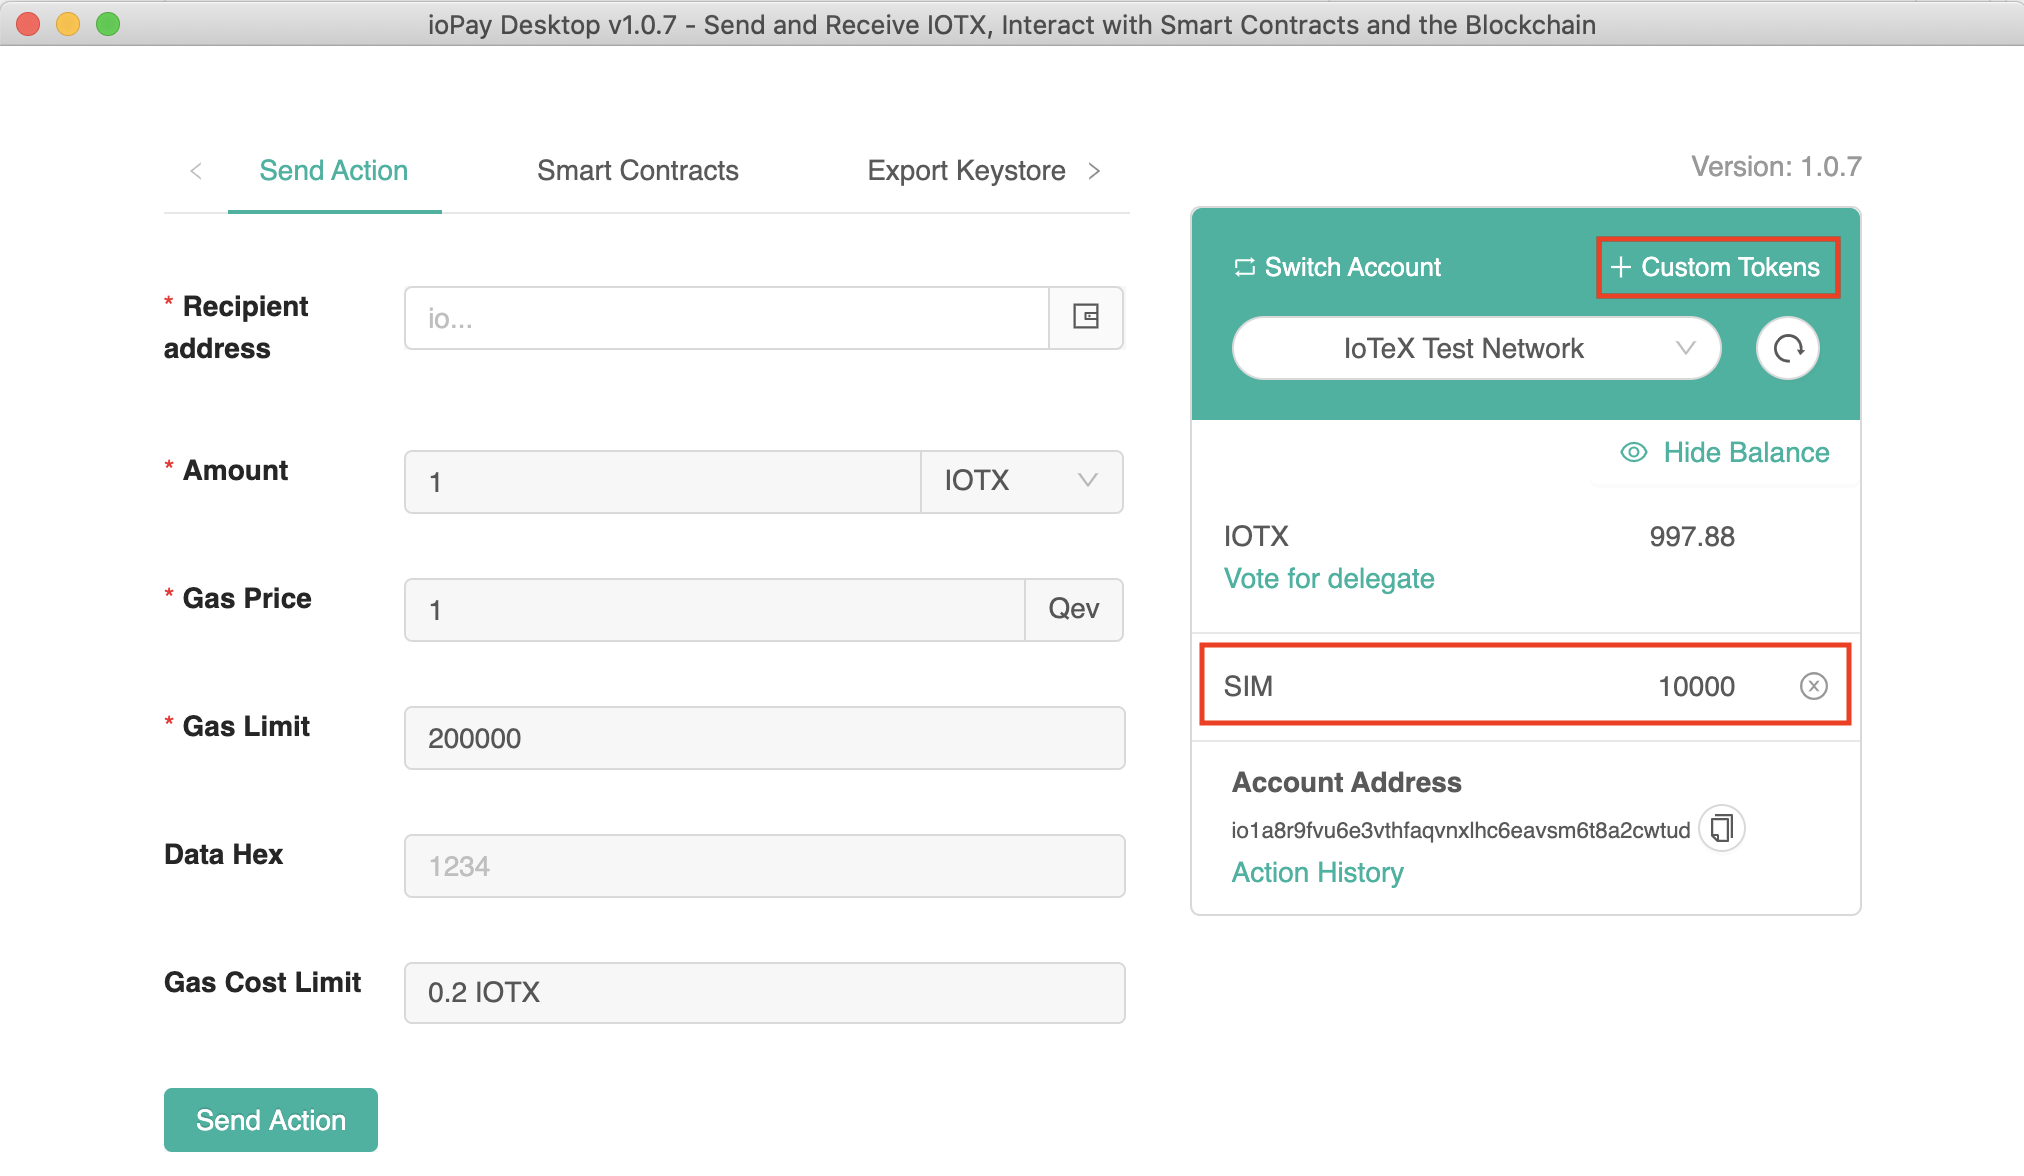 ioPay Desktop v1.0.7 - Send and Receive IOTX, Interact with Smart Contracts and the Blockchain
Send Action
Smart Contracts
Export Keystore
* Recipient
address
io...
* Amount
1
IOTX
* Gas Price
1
Qev
* Gas Limit
200000
Data Hex
1234
Gas Cost Limit
0.2 IOTX
Send Action
Version: 1.0.7
Switch Account
+ Custom Tokens
IoTeX Test Network
Hide Balance
IOTX 997.88
Vote for delegate
SIM 10000
Account Address
io1a8r9fvu6e3vthfaqvnxlhc6eavsm6t8a2cwtud
Action History